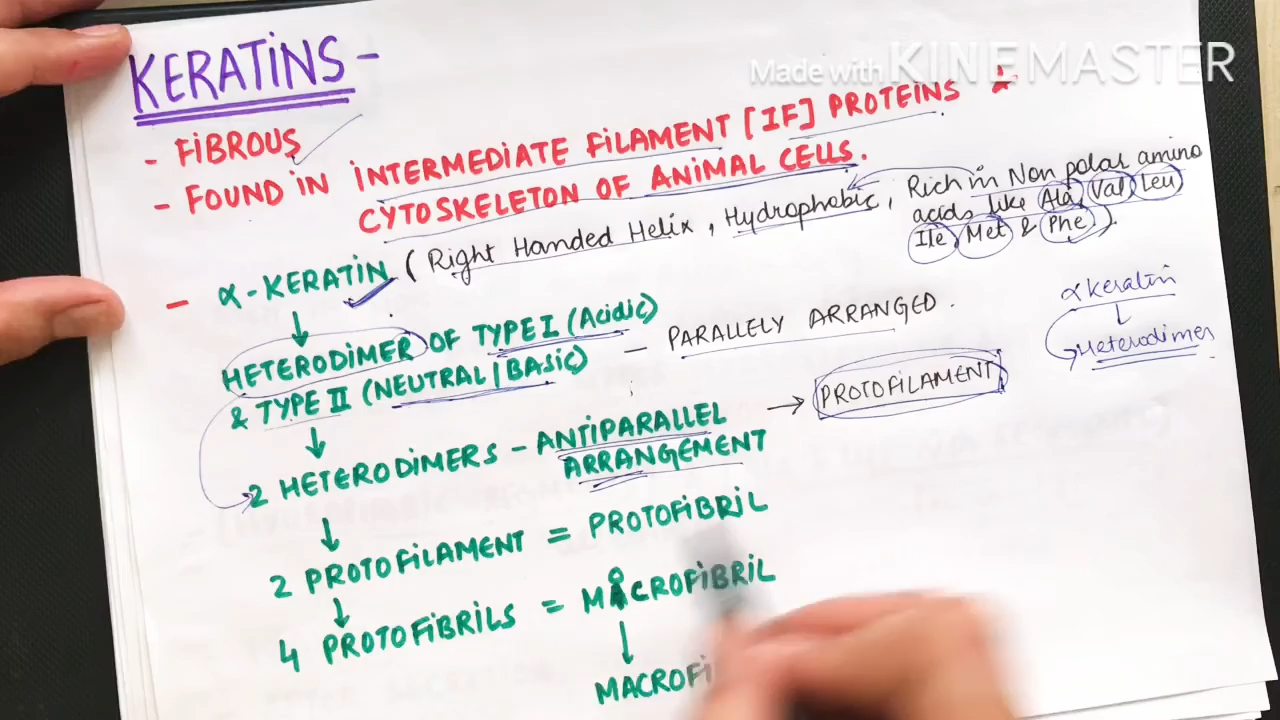 Made with KINEMASTER
KERATINS -
- FIBROUS
- FOUND IN INTERMEDIATE FILAMENT [IF] PROTEINS &
CYTOSKELETON OF ANIMAL CELLS.
- α-KERATIN (Right Handed Helix, Hydrophobic, Rich in Non polar amino
acids like Ala, Val, Leu
Ile, Met & Phe).
↓
HETERODIMER OF TYPE I (Acidic)
& TYPE II (NEUTRAL/BASIC) – PARALLELY ARRANGED.
α keratin
↓
Heterodimer
↓
2 HETERODIMERS - ANTIPARALLEL
ARRANGEMENT → PROTOFILAMENT
↓
2 PROTOFILAMENT = PROTOFIBRIL
↓
4 PROTOFIBRILS = MICROFIBRIL
↓